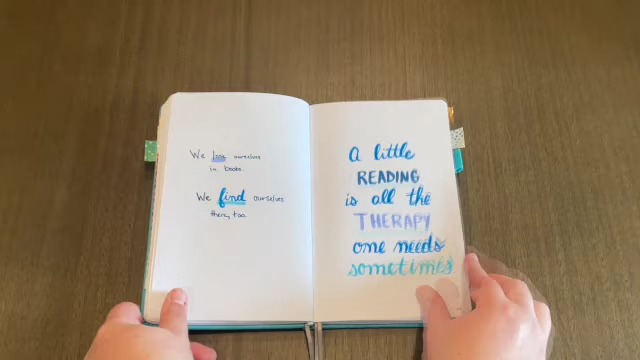 We lose ourselves
in books.
We find ourselves
there, too.
A little
READING
is all the
THERAPY
one needs
sometimes